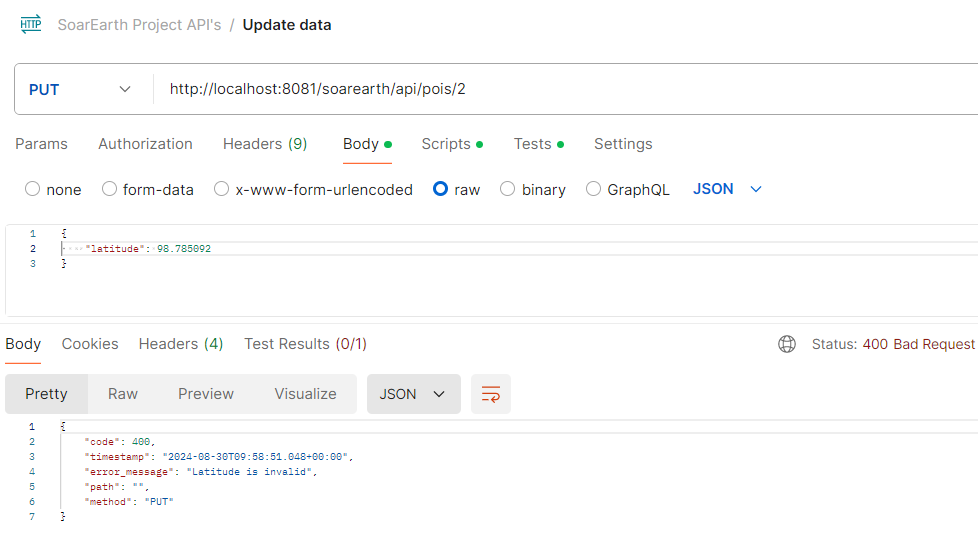 HTTP SoarEarth Project API's / Update data
PUT http://localhost:8081/soarearth/api/pois/2
Params Authorization Headers (9) Body Scripts Tests Settings
none form-data x-www-form-urlencoded raw binary GraphQL JSON
1 {
2 "latitude": 98.785092
3 }
Body Cookies Headers (4) Test Results (0/1) Status: 400 Bad Request
Pretty Raw Preview Visualize JSON
1 {
2 "code": 400,
3 "timestamp": "2024-08-30T09:58:51.048+00:00",
4 "error_message": "Latitude is invalid",
5 "path": "",
6 "method": "PUT"
7 }